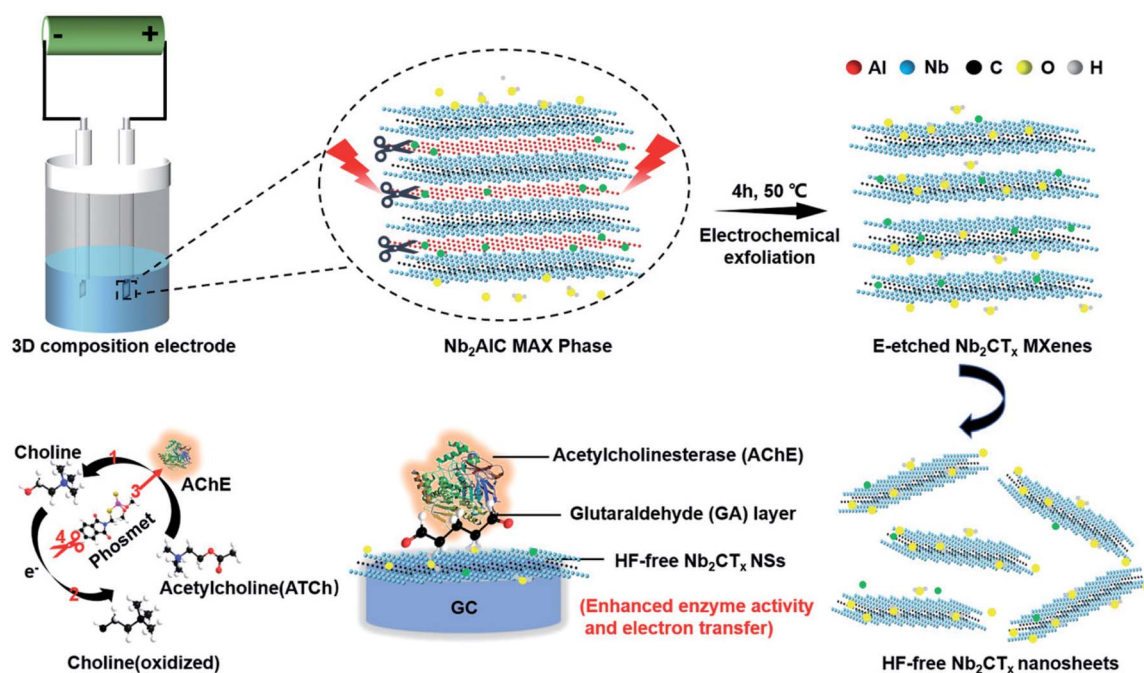 - +
Al Nb C O H
4h, 50 ℃
Electrochemical
exfoliation
3D composition electrode
Nb₂AlC MAX Phase
E-etched Nb₂CTₓ MXenes
Choline
1
AChE
3
4
Phosmet
e⁻
2
Acetylcholine(ATCh)
Choline(oxidized)
Acetylcholinesterase (AChE)
Glutaraldehyde (GA) layer
HF-free Nb₂CTₓ NSs
GC
(Enhanced enzyme activity
and electron transfer)
HF-free Nb₂CTₓ nanosheets